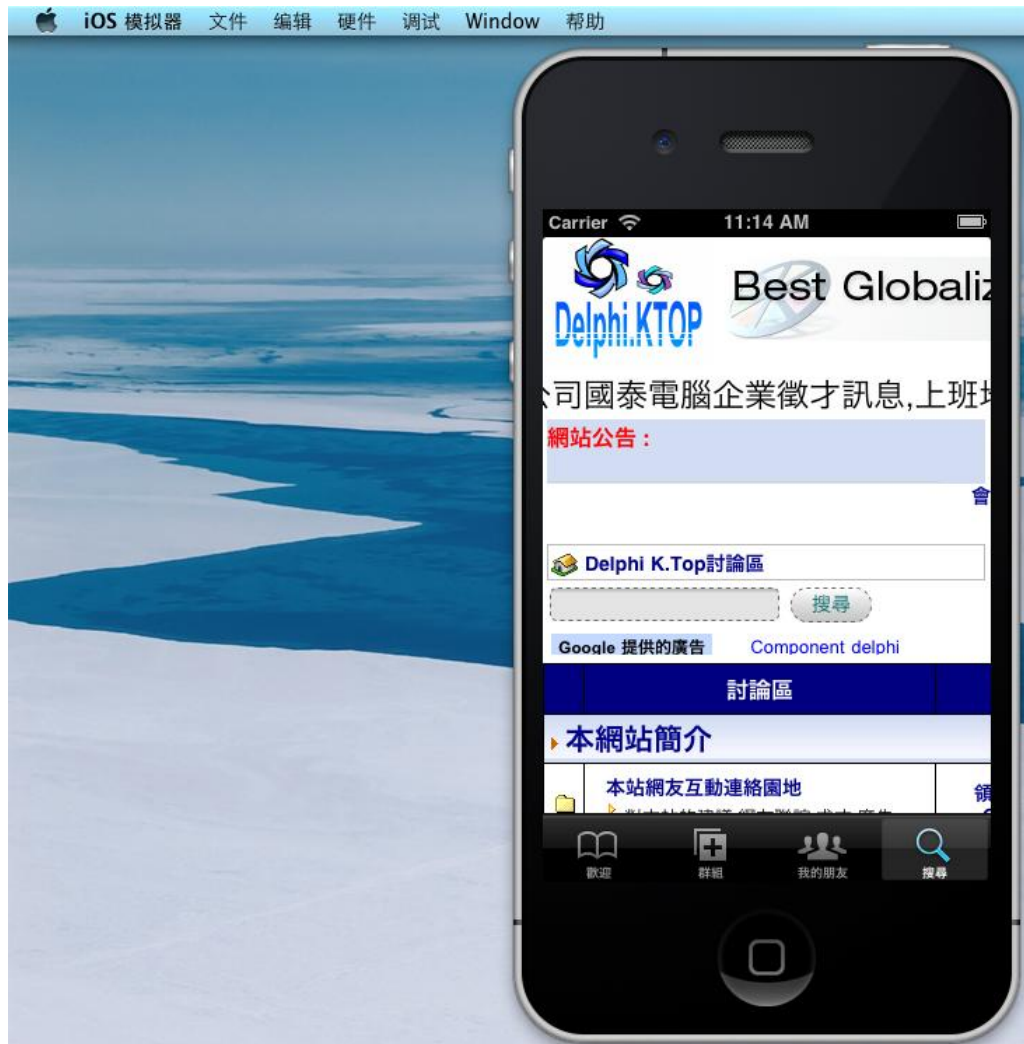 iOS 模拟器 文件 编辑 硬件 调试 Window 帮助
Carrier 11:14 AM
Delphi.KTOP
Best Globaliz
公司國泰電腦企業徵才訊息,上班
網站公告：
會
Delphi K.Top討論區
搜尋
Google 提供的廣告 Component delphi
討論區
本網站簡介
本站網友互動連絡園地
領
歡迎 群組 我的朋友 搜尋